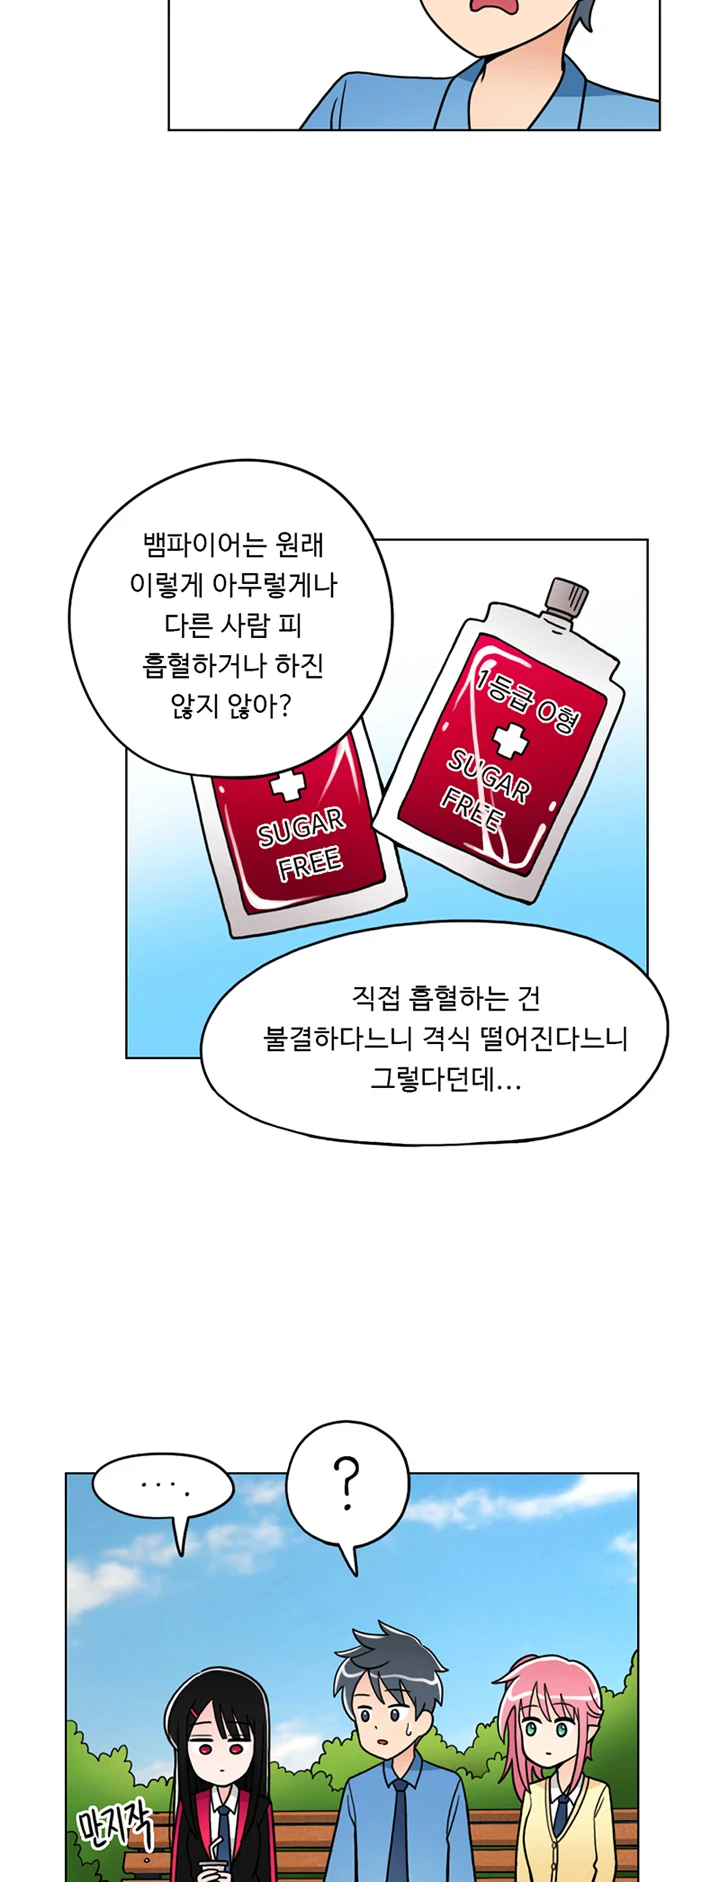 뱀파이어는 원래
이렇게 아무렇게나
다른 사람 피
흡혈하거나 하진
않지 않아?
1등급 O형
SUGAR
FREE
SUGAR
FREE
직접 흡혈하는 건
불결하다느니 격식 떨어진다느니
그렇다던데...
....
?
만지작